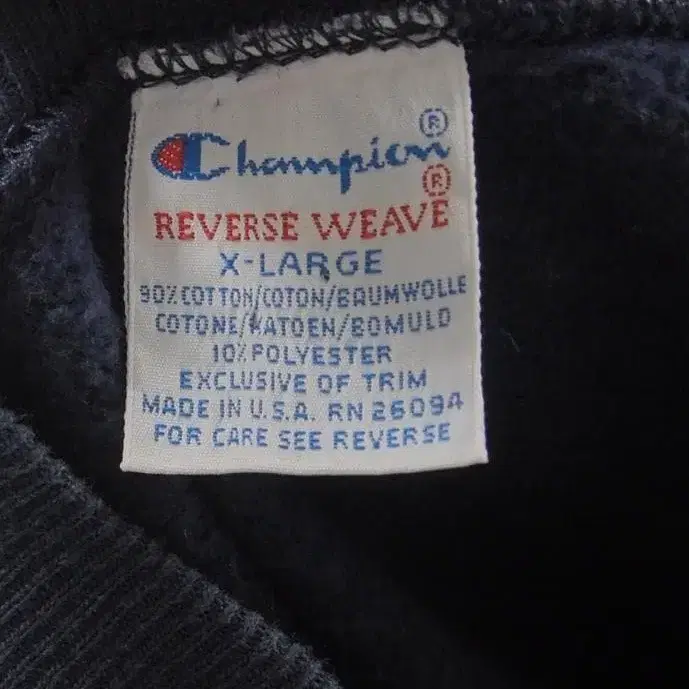 ®
Champion
®
REVERSE WEAVE
X-LARGE
90% COTTON/COTON/BAUMWOLLE
COTONE/KATOEN/BOMULD
10% POLYESTER
EXCLUSIVE OF TRIM
MADE IN U.S.A. RN 26094
FOR CARE SEE REVERSE